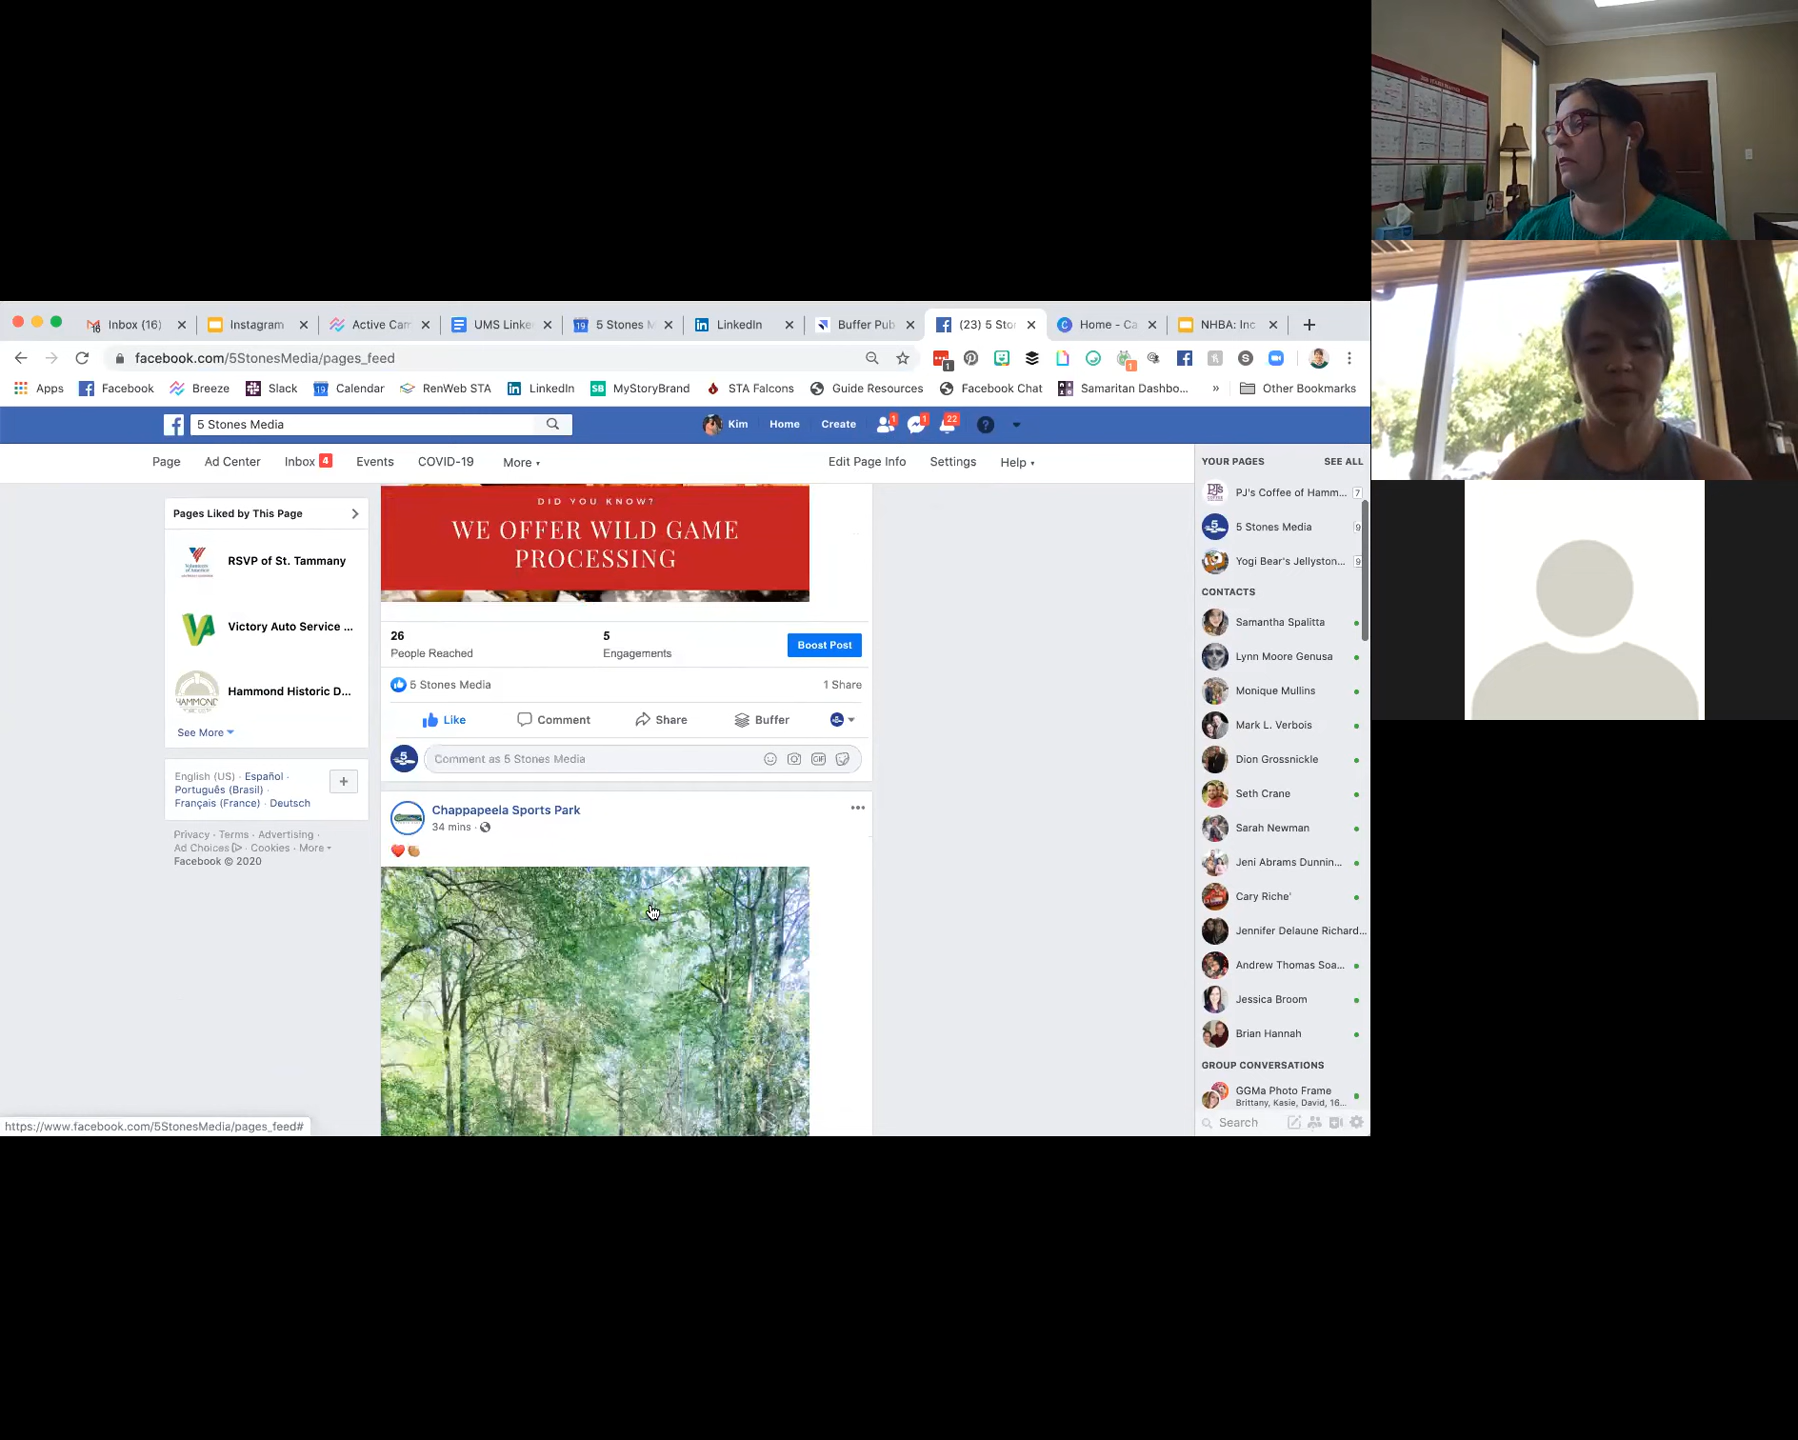 Inbox (16)
Instagram
Active Cam
UMS Linke
5 Stones M
LinkedIn
Buffer Pub
(23) 5 Sto
Home - Ca
NHBA: Inc
facebook.com/5StonesMedia/pages_feed
Apps
Facebook
Breeze
Slack
Calendar
RenWeb STA
LinkedIn
MyStoryBrand
STA Falcons
Guide Resources
Facebook Chat
Samaritan Dashbo...
»
Other Bookmarks
5 Stones Media
Kim
Home
Create
1
1
22
Page
Ad Center
Inbox 4
Events
COVID-19
More
Edit Page Info
Settings
Help
Pages Liked by This Page
RSVP of St. Tammany
Victory Auto Service ...
Hammond Historic D...
See More
English (US) · Español ·
Português (Brasil) ·
Français (France) · Deutsch
Privacy · Terms · Advertising ·
Ad Choices · Cookies · More
Facebook © 2020
DID YOU KNOW?
WE OFFER WILD GAME
PROCESSING
26
People Reached
5
Engagements
Boost Post
5 Stones Media
1 Share
Like
Comment
Share
Buffer
Comment as 5 Stones Media
GIF
Chappapeela Sports Park
34 mins ·
YOUR PAGES
SEE ALL
PJ's Coffee of Hamm... 7
5 Stones Media 9
Yogi Bear's Jellyston... 9
CONTACTS
Samantha Spalitta
Lynn Moore Genusa
Monique Mullins
Mark L. Verbois
Dion Grossnickle
Seth Crane
Sarah Newman
Jeni Abrams Dunnin...
Cary Riche'
Jennifer Delaune Richard...
Andrew Thomas Soa...
Jessica Broom
Brian Hannah
GROUP CONVERSATIONS
GGMa Photo Frame
Brittany, Kasie, David, 16...
Search
https://www.facebook.com/5StonesMedia/pages_feed#